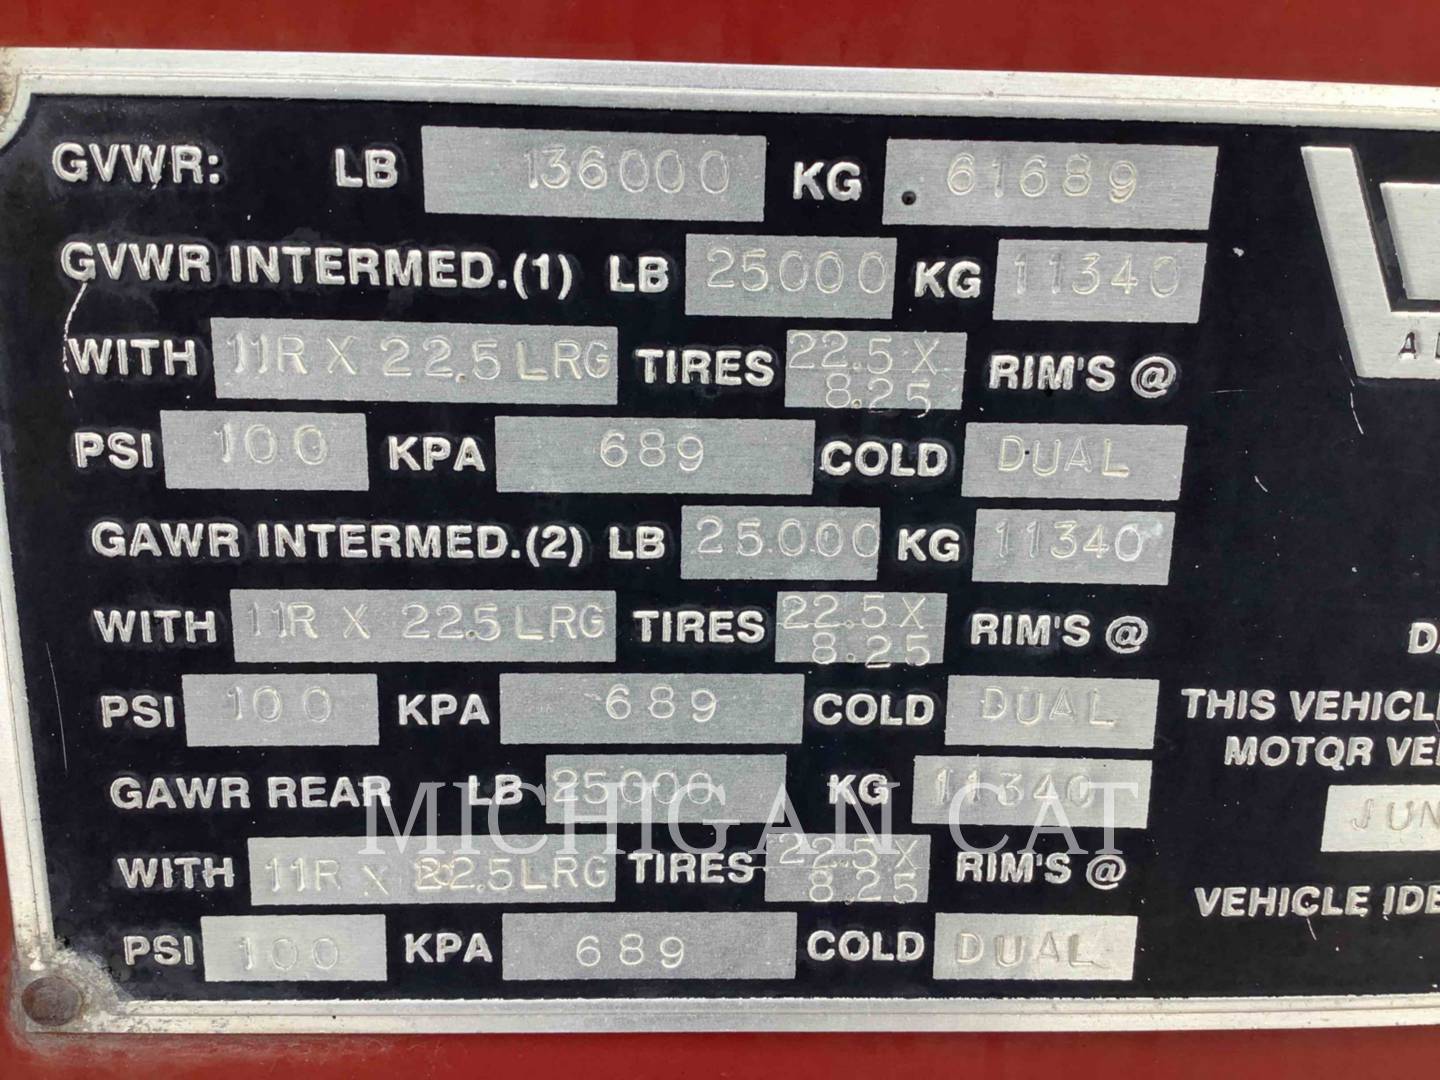 GVWR: LB 136000 KG 61689
GVWR INTERMED.(1) LB 25000 KG 11340
WITH 11R X 22.5 LRG TIRES 22.5 X 8.25 RIM'S @
PSI 100 KPA 689 COLD DUAL
GAWR INTERMED.(2) LB 25000 KG 11340
WITH 11R X 22.5 LRG TIRES 22.5 X 8.25 RIM'S @
PSI 100 KPA 689 COLD DUAL
THIS VEHICL
MOTOR VE
GAWR REAR LB 25000 KG 11340
JUN
MICHIGAN CAT
WITH 11R X 22.5 LRG TIRES 22.5 X 8.25 RIM'S @
VEHICLE IDE
PSI 100 KPA 689 COLD DUAL